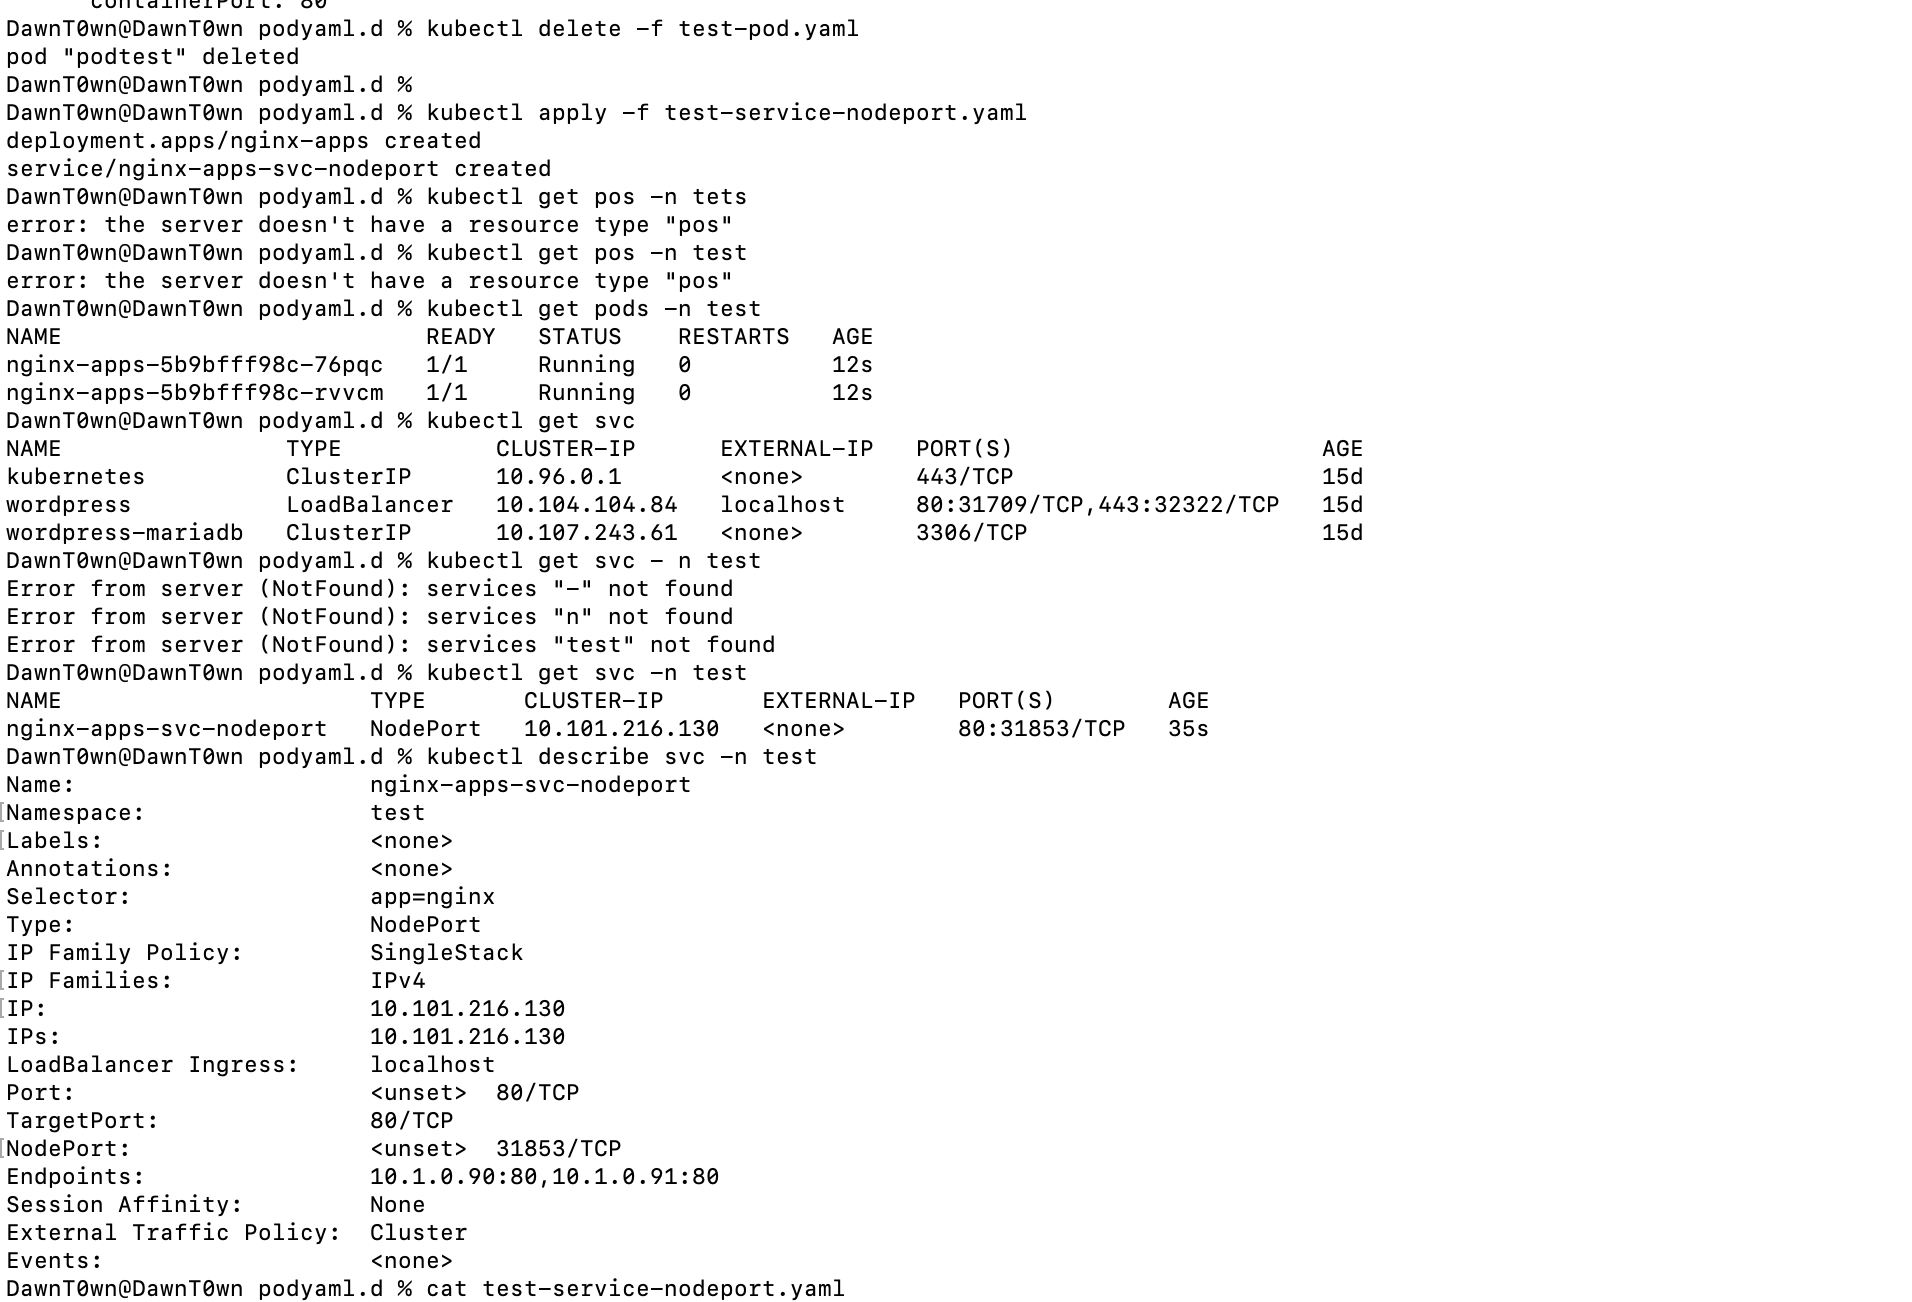 containerPort: 80
DawnT0wn@DawnT0wn podyaml.d % kubectl delete -f test-pod.yaml
pod "podtest" deleted
DawnT0wn@DawnT0wn podyaml.d %
DawnT0wn@DawnT0wn podyaml.d % kubectl apply -f test-service-nodeport.yaml
deployment.apps/nginx-apps created
service/nginx-apps-svc-nodeport created
DawnT0wn@DawnT0wn podyaml.d % kubectl get pos -n tets
error: the server doesn't have a resource type "pos"
DawnT0wn@DawnT0wn podyaml.d % kubectl get pos -n test
error: the server doesn't have a resource type "pos"
DawnT0wn@DawnT0wn podyaml.d % kubectl get pods -n test
NAME                          READY   STATUS    RESTARTS   AGE
nginx-apps-5b9bfff98c-76pqc   1/1     Running   0          12s
nginx-apps-5b9bfff98c-rvvcm   1/1     Running   0          12s
DawnT0wn@DawnT0wn podyaml.d % kubectl get svc
NAME                TYPE           CLUSTER-IP      EXTERNAL-IP   PORT(S)                      AGE
kubernetes          ClusterIP      10.96.0.1       <none>        443/TCP                      15d
wordpress           LoadBalancer   10.104.104.84   localhost     80:31709/TCP,443:32322/TCP   15d
wordpress-mariadb   ClusterIP      10.107.243.61   <none>        3306/TCP                     15d
DawnT0wn@DawnT0wn podyaml.d % kubectl get svc - n test
Error from server (NotFound): services "-" not found
Error from server (NotFound): services "n" not found
Error from server (NotFound): services "test" not found
DawnT0wn@DawnT0wn podyaml.d % kubectl get svc -n test
NAME                      TYPE       CLUSTER-IP       EXTERNAL-IP   PORT(S)        AGE
nginx-apps-svc-nodeport   NodePort   10.101.216.130   <none>        80:31853/TCP   35s
DawnT0wn@DawnT0wn podyaml.d % kubectl describe svc -n test
Name:                     nginx-apps-svc-nodeport
Namespace:                test
Labels:                   <none>
Annotations:              <none>
Selector:                 app=nginx
Type:                     NodePort
IP Family Policy:         SingleStack
IP Families:              IPv4
IP:                       10.101.216.130
IPs:                      10.101.216.130
LoadBalancer Ingress:     localhost
Port:                     <unset>  80/TCP
TargetPort:               80/TCP
NodePort:                 <unset>  31853/TCP
Endpoints:                10.1.0.90:80,10.1.0.91:80
Session Affinity:         None
External Traffic Policy:  Cluster
Events:                   <none>
DawnT0wn@DawnT0wn podyaml.d % cat test-service-nodeport.yaml